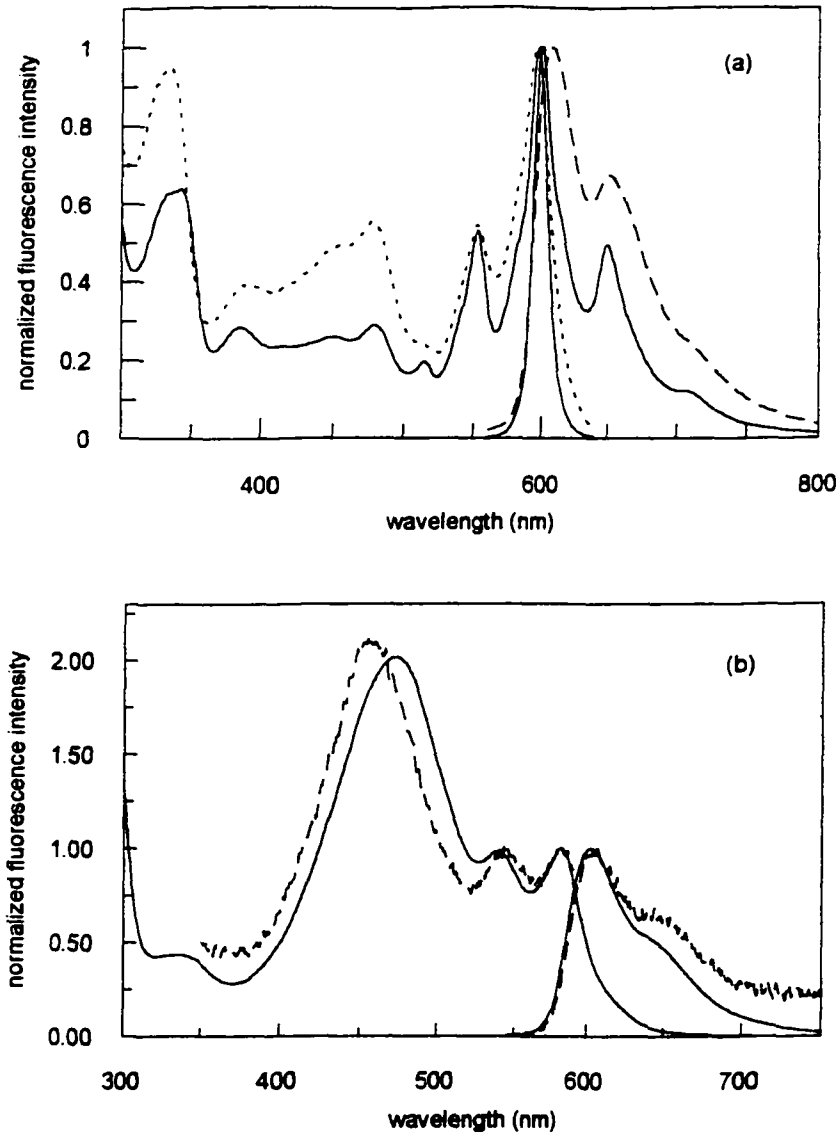 (a)
normalized fluorescence intensity
1
0.8
0.6
0.4
0.2
0
400 600 800
wavelength (nm)
(b)
normalized fluorescence intensity
2.00
1.50
1.00
0.50
0.00
300 400 500 600 700
wavelength (nm)